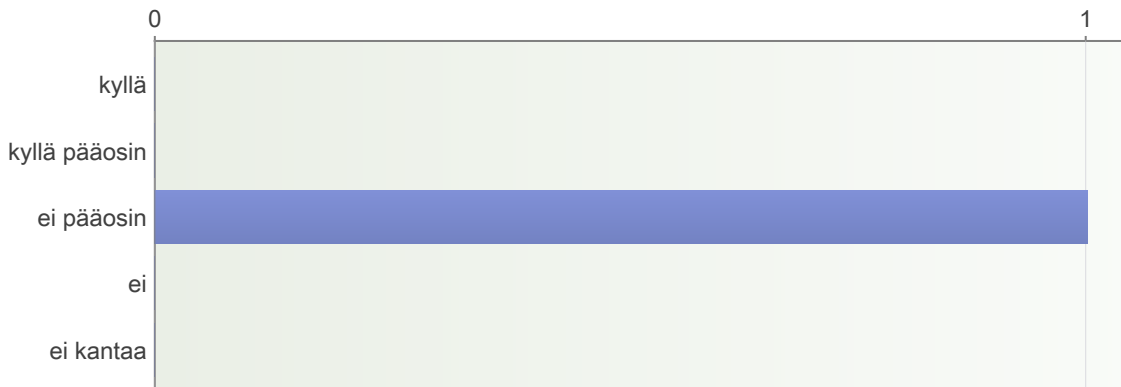 0 1
kyllä
kyllä pääosin
ei pääosin
ei
ei kantaa